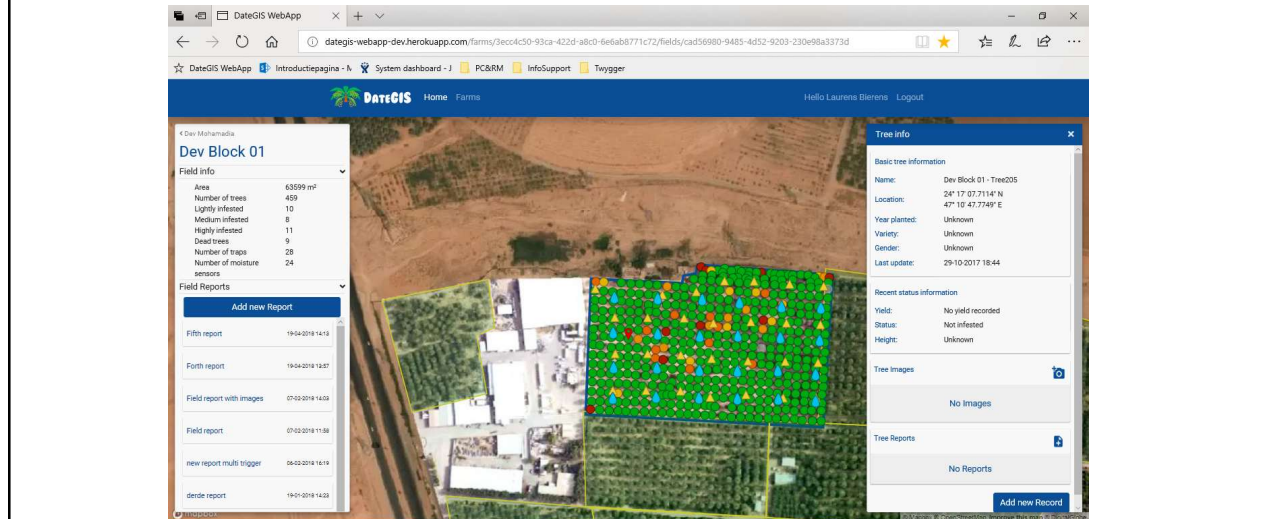 DateGIS WebApp
dategis-webapp-dev.herokuapp.com/farms/3ecc4c50-93ca-422d-a8c0-6e6ab8771c72/fields/cad56980-9485-4d52-9203-230e98a3373d
DateGIS WebApp Introductiepagina - M System dashboard - J PC&RM InfoSupport Twygger
DATEGIS Home Farms Hello Laurens Bierens Logout
Dev Mohamadia
Dev Block 01
Field info
Area 63599 m²
Number of trees 459
Lightly infested 10
Medium infested 8
Highly infested 11
Dead trees 9
Number of traps 28
Number of moisture 24
sensors
Field Reports
Add new Report
Fifth report 19-04-2018 14:13
Forth report 19-04-2018 13:57
Field report with images 07-02-2018 14:03
Field report 07-02-2018 11:58
new report multi trigger 06-02-2018 16:19
derde report 19-01-2018 14:23
mapbox
Tree info
Basic tree information
Name: Dev Block 01 - Tree205
Location: 24° 17' 07.7114" N
47° 10' 47.7749" E
Year planted: Unknown
Variety: Unknown
Gender: Unknown
Last update: 29-10-2017 18:44
Recent status information
Yield: No yield recorded
Status: Not infested
Height: Unknown
Tree Images
No Images
Tree Reports
No Reports
Add new Record
© Mapbox © OpenStreetMap Improve this map © DigitalGlobe